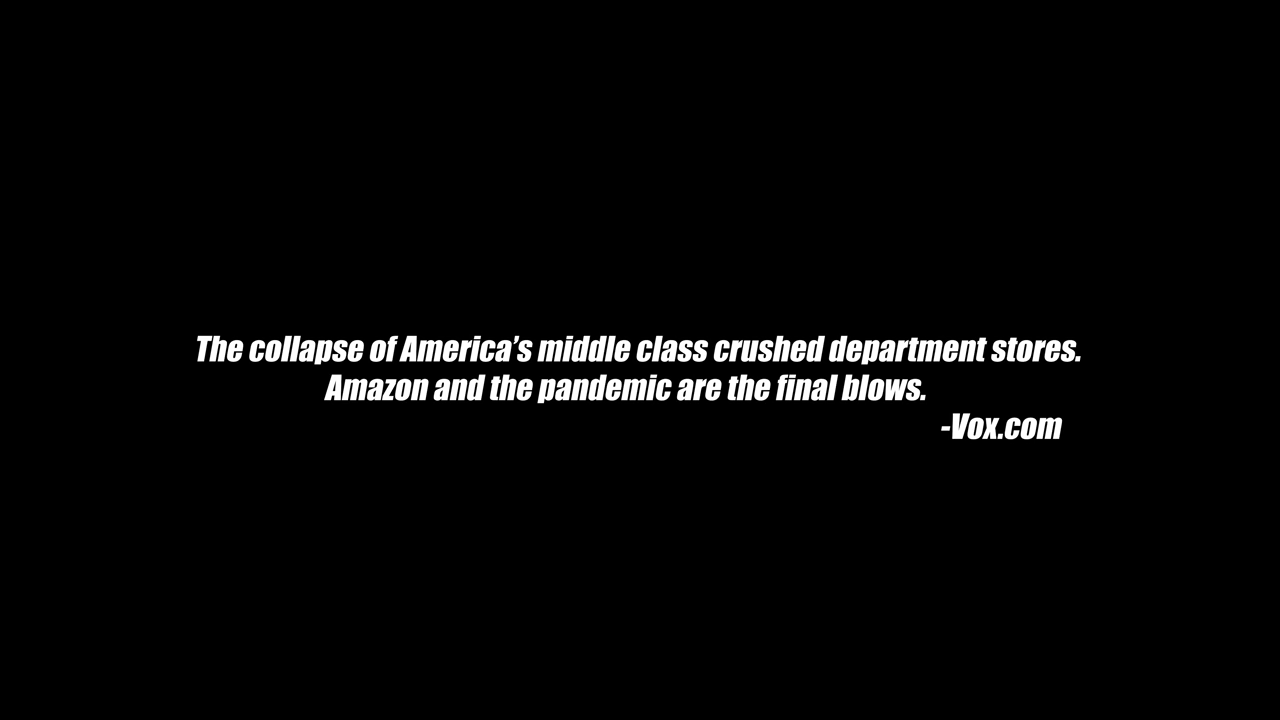 The collapse of America’s middle class crushed department stores.
Amazon and the pandemic are the final blows.
-Vox.com